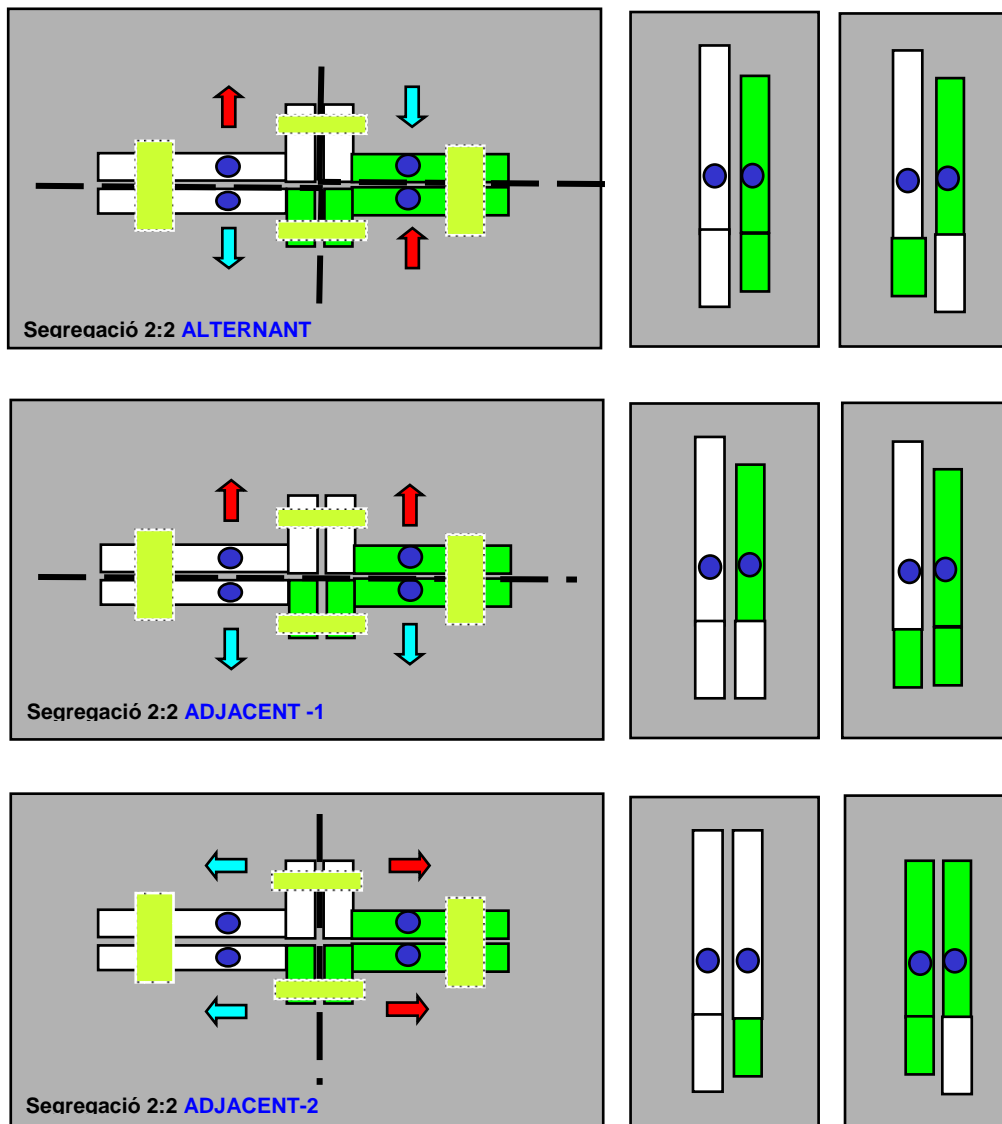 Segregació 2:2 ALTERNANT
Segregació 2:2 ADJACENT -1
Segregació 2:2 ADJACENT-2